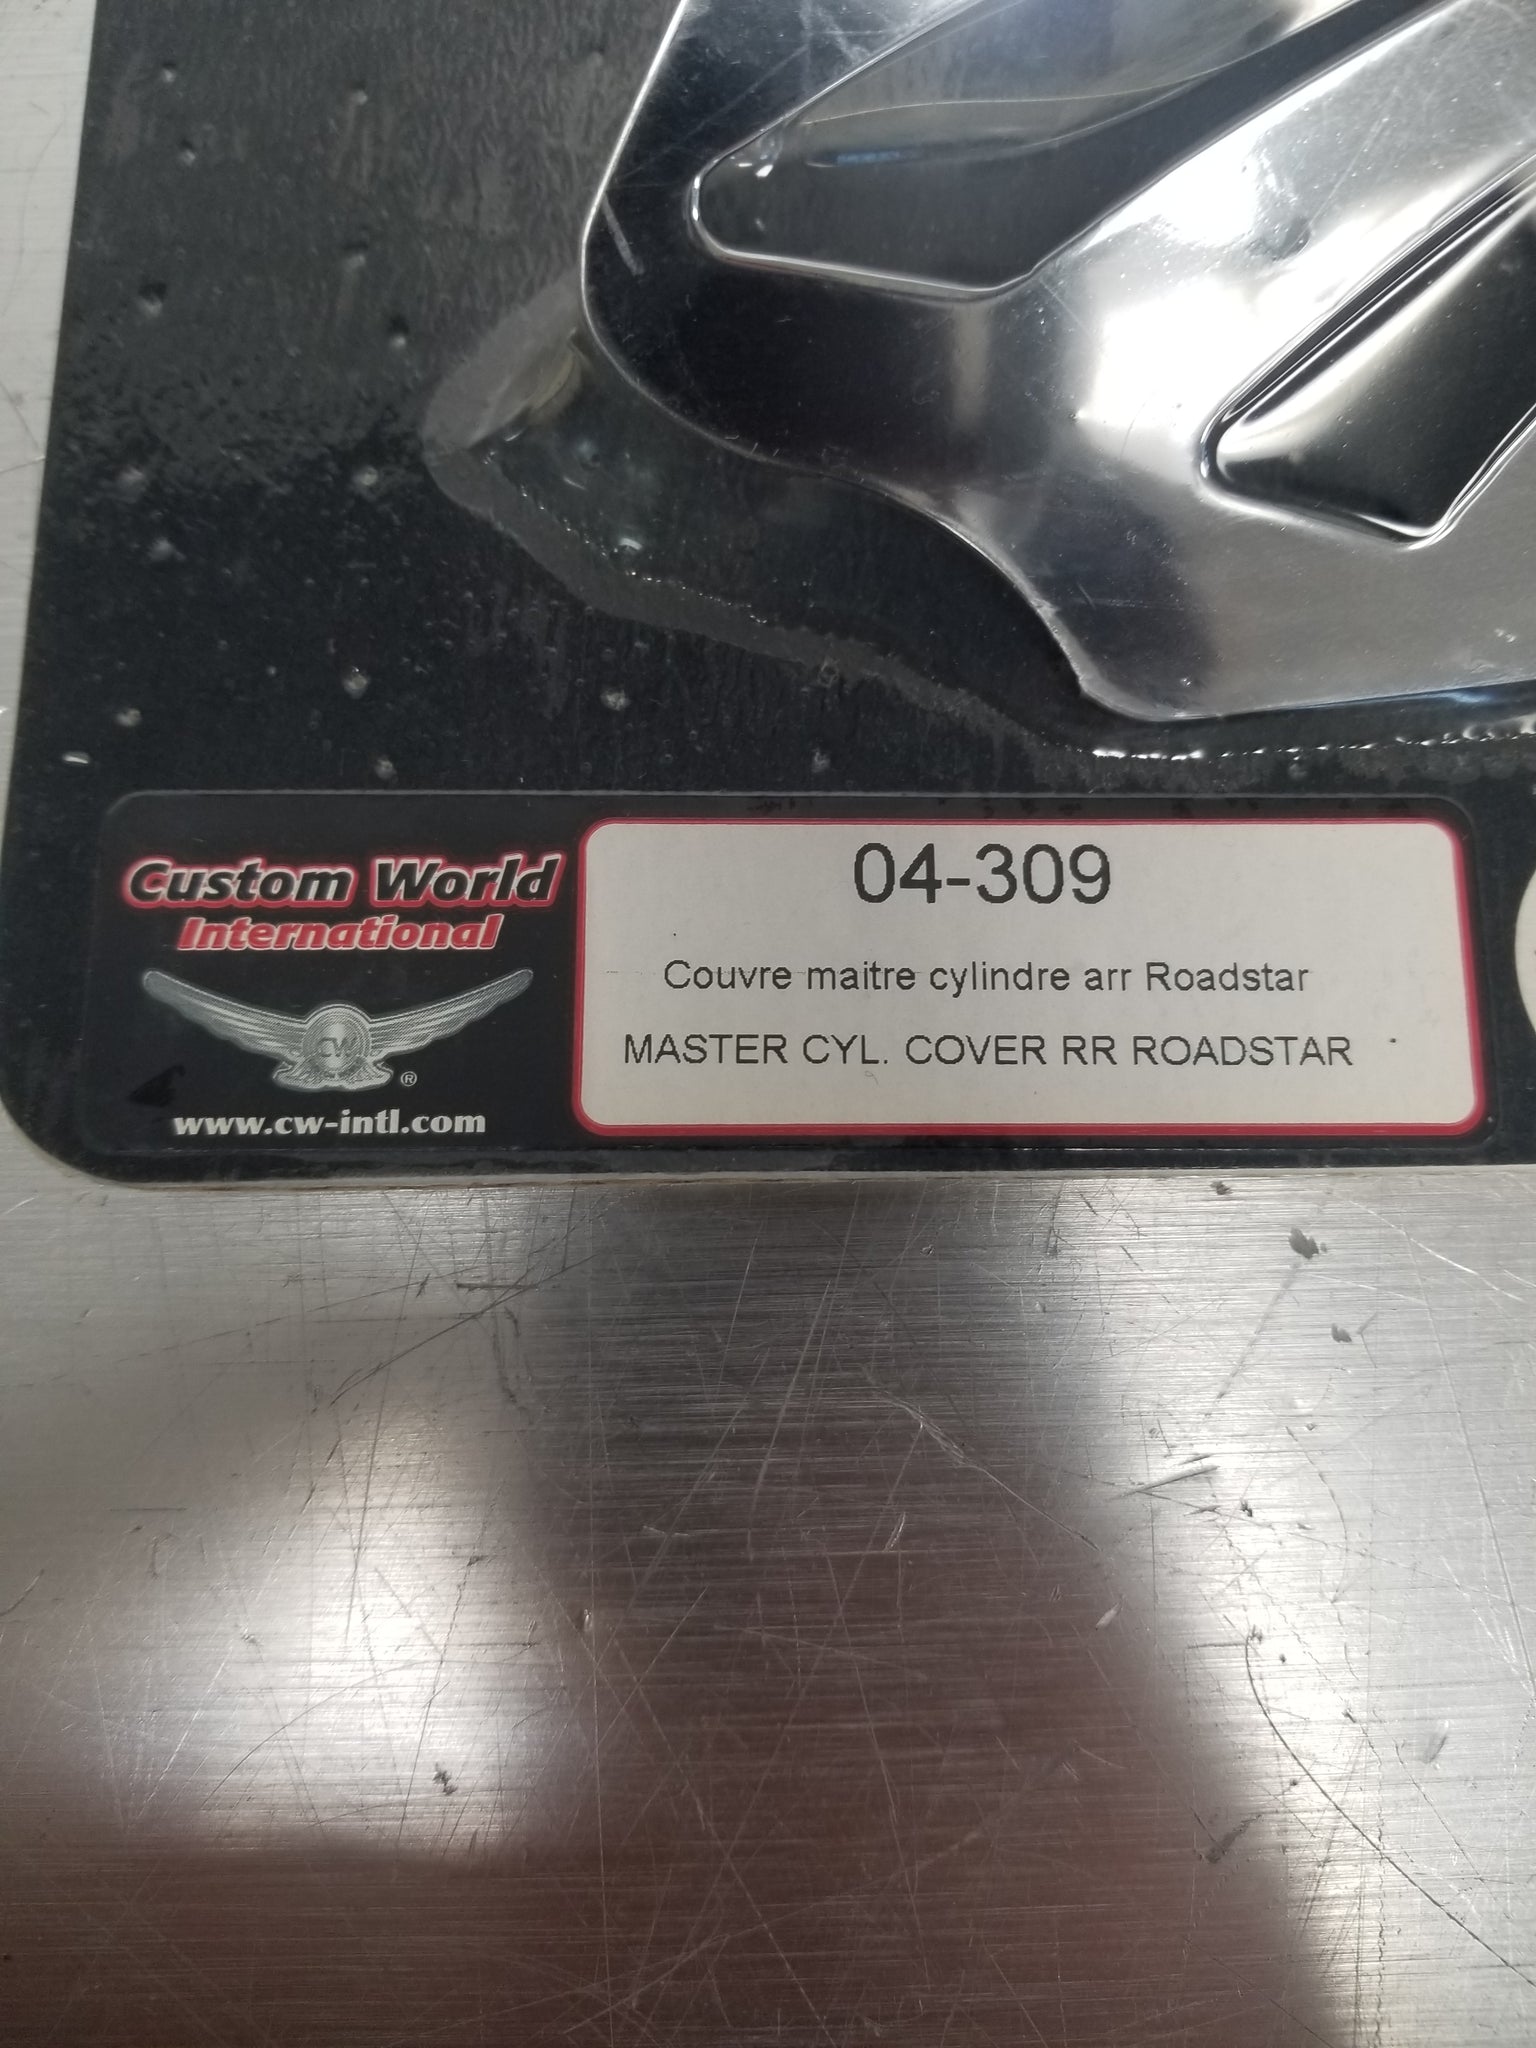 Custom World
International
CW
®
www.cw-intl.com
04-309
Couvre maitre cylindre arr Roadstar
MASTER CYL. COVER RR ROADSTAR